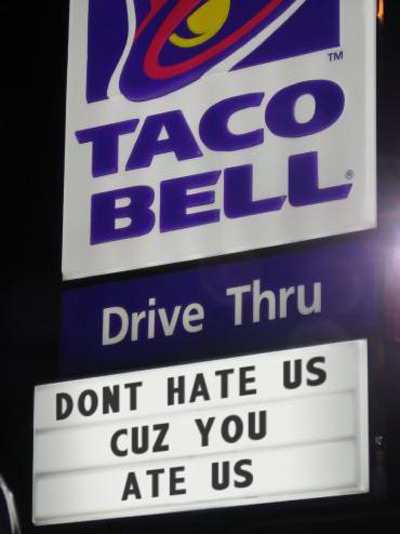 TM
TACO
BELL®
Drive Thru
DONT HATE US
CUZ YOU
ATE US